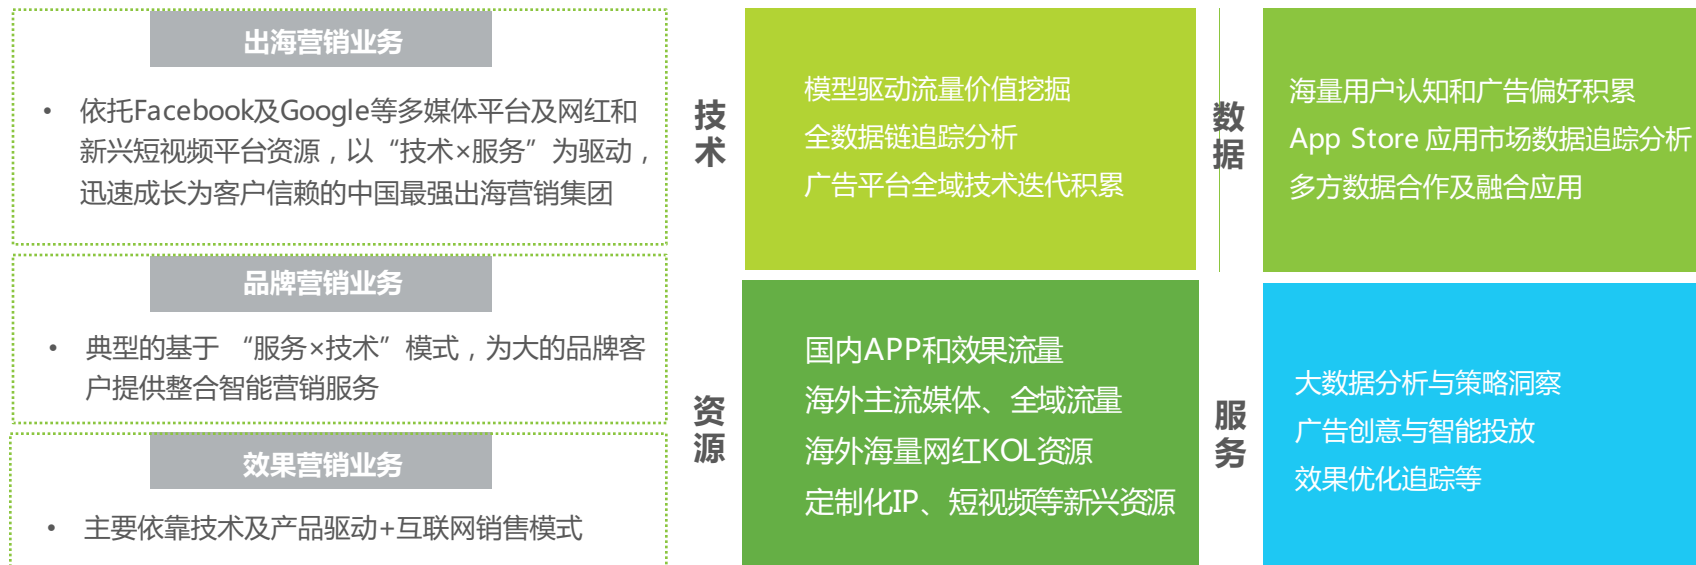 出海营销业务
• 依托Facebook及Google等多媒体平台及网红和
新兴短视频平台资源，以“技术×服务”为驱动，
迅速成长为客户信赖的中国最强出海营销集团
品牌营销业务
• 典型的基于 “服务×技术”模式，为大的品牌客
户提供整合智能营销服务
效果营销业务
• 主要依靠技术及产品驱动+互联网销售模式
技术
模型驱动流量价值挖掘
全数据链追踪分析
广告平台全域技术迭代积累
数据
海量用户认知和广告偏好积累
App Store 应用市场数据追踪分析
多方数据合作及融合应用
资源
国内APP和效果流量
海外主流媒体、全域流量
海外海量网红KOL资源
定制化IP、短视频等新兴资源
服务
大数据分析与策略洞察
广告创意与智能投放
效果优化追踪等